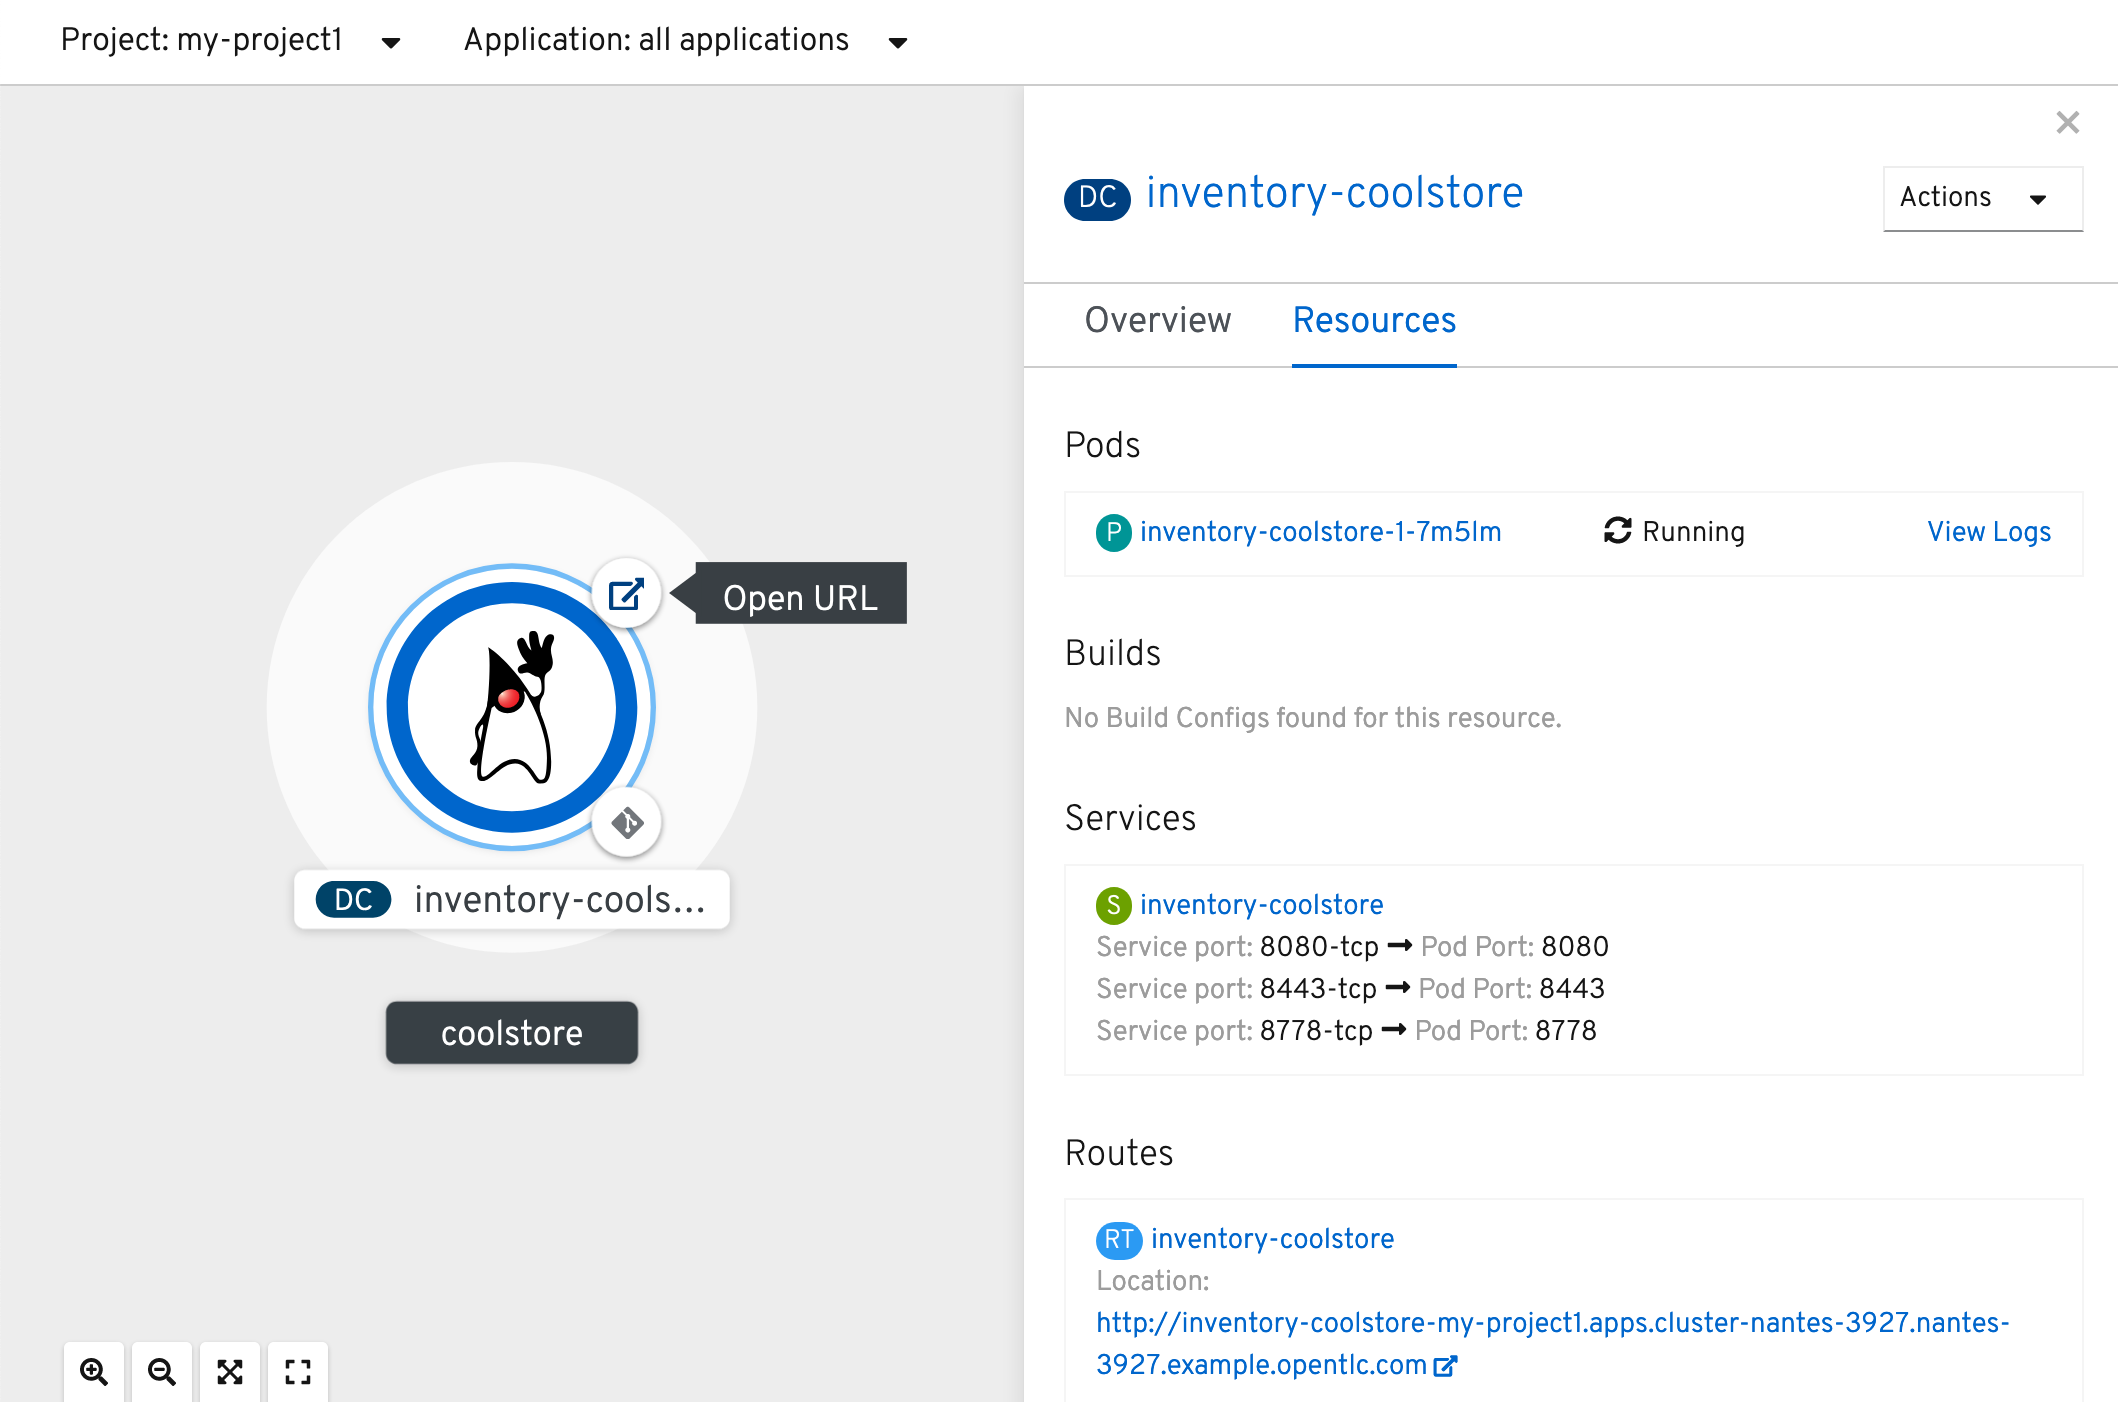 Project: my-project1
Application: all applications
DC inventory-coolstore
Actions
Overview
Resources
Pods
P inventory-coolstore-1-7m5lm
Running
View Logs
Open URL
Builds
No Build Configs found for this resource.
Services
DC inventory-cools...
S inventory-coolstore
Service port: 8080-tcp → Pod Port: 8080
Service port: 8443-tcp → Pod Port: 8443
Service port: 8778-tcp → Pod Port: 8778
coolstore
Routes
RT inventory-coolstore
Location:
http://inventory-coolstore-my-project1.apps.cluster-nantes-3927.nantes-
3927.example.opentlc.com